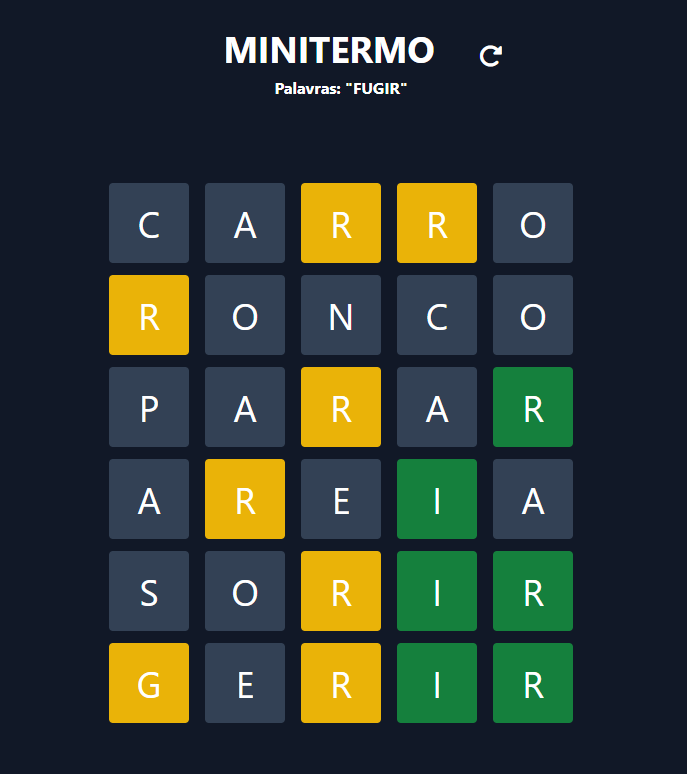 MINITERMO
Palavras: "FUGIR"
C A R R O
R O N C O
P A R A R
A R E I A
S O R I R
G E R I R